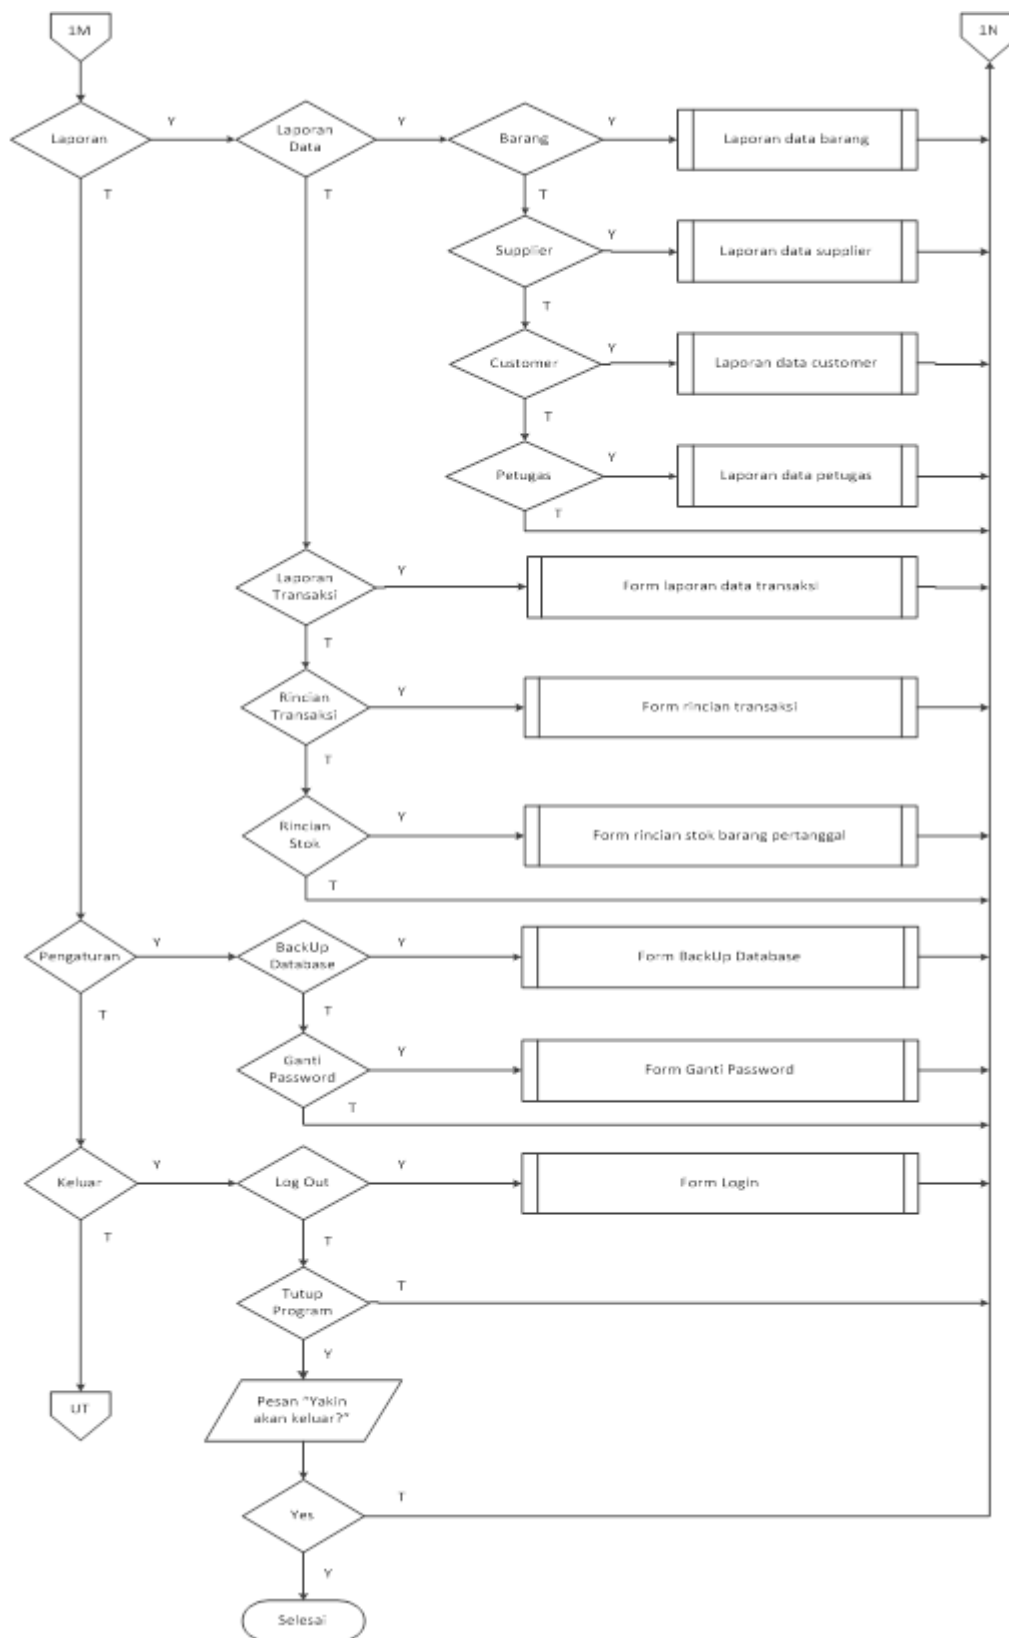 1M
1N
Laporan
Y
Laporan
Data
Y
Barang
Y
Laporan data barang
T
T
T
Supplier
Y
Laporan data supplier
T
Customer
Y
Laporan data customer
T
Petugas
Y
Laporan data petugas
T
Laporan
Transaksi
Y
Form laporan data transaksi
T
Rincian
Transaksi
Y
Form rincian transaksi
T
Rincian
Stok
Y
Form rincian stok barang pertanggal
T
Pengaturan
Y
BackUp
Database
Y
Form BackUp Database
T
T
Ganti
Password
Y
Form Ganti Password
T
Keluar
Y
Log Out
Y
Form Login
T
T
Tutup
Program
T
Y
UT
Pesan "Yakin
akan keluar?"
Yes
T
Y
Selesai